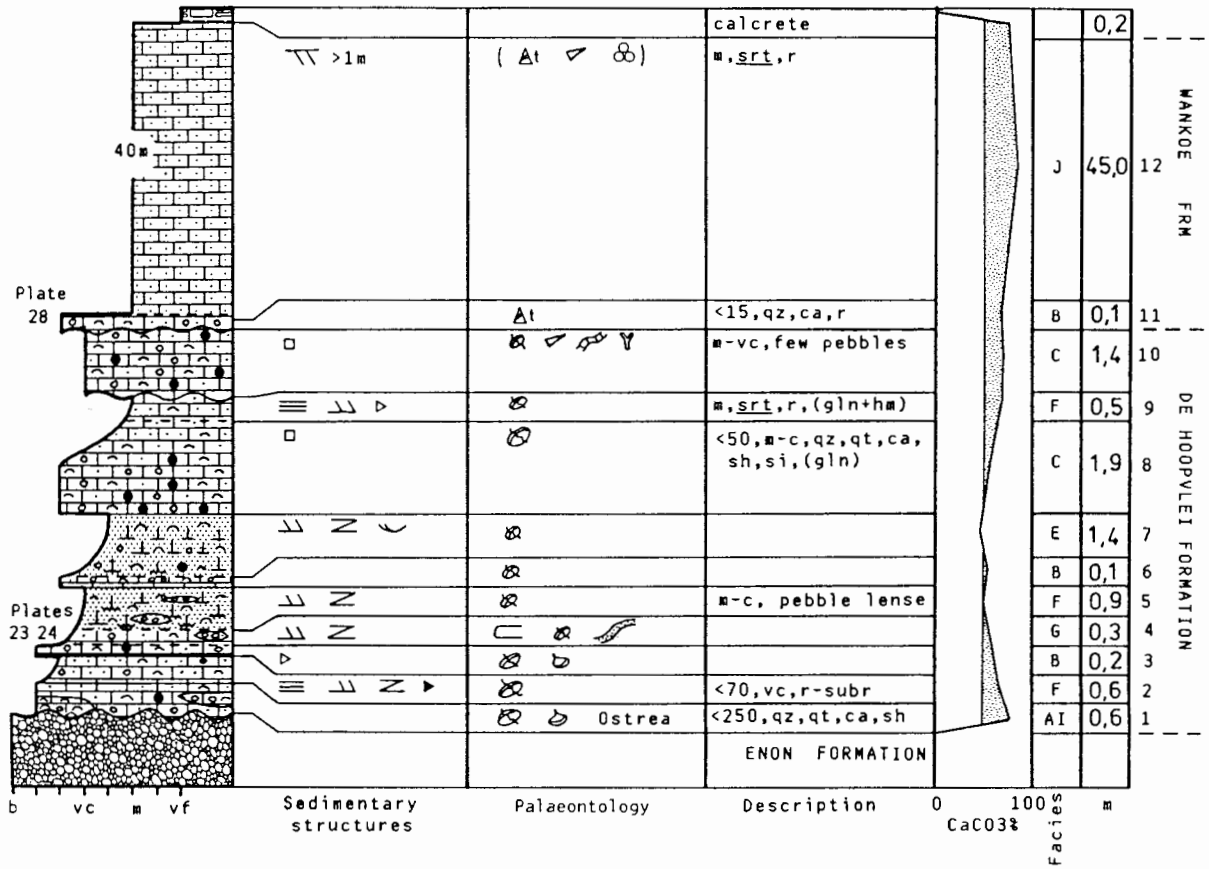 calcrete 0,2
>1m ( t ) m,srt,r
40m J 45,0 12
WANKOE FRM
Plate
28
t <15,qz,ca,r B 0,1 11
m-vc,few pebbles C 1,4 10
m,srt,r,(gln+hm) F 0,5 9
<50,m-c,qz,qt,ca,
sh,si,(gln) C 1,9 8
E 1,4 7
B 0,1 6
Plates
23 24
m-c, pebble lense F 0,9 5
G 0,3 4
B 0,2 3
<70,vc,r-subr F 0,6 2
Ostrea <250,qz,qt,ca,sh AI 0,6 1
DE HOOPVLEI FORMATION
ENON FORMATION
b vc m vf
Sedimentary
structures
Palaeontology
Description
0 100
CaCO3%
Facies
m